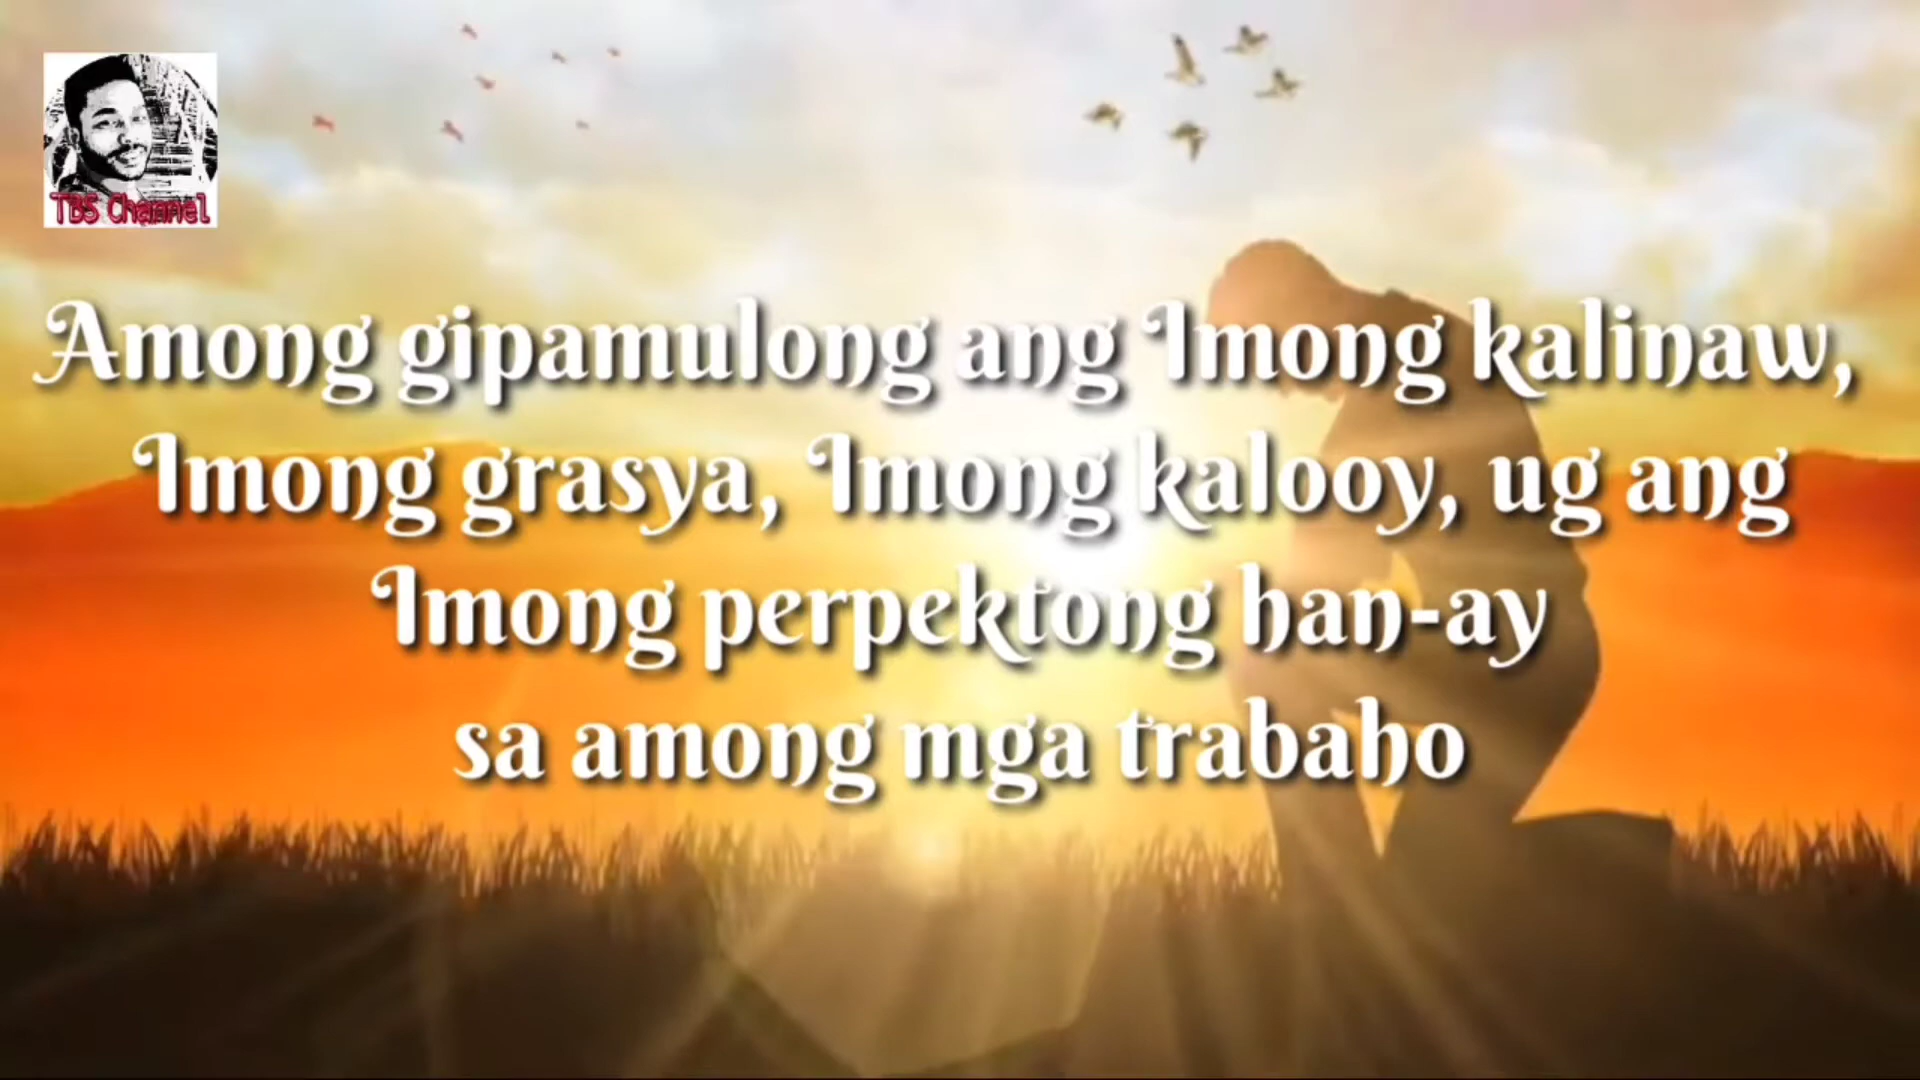 TBS Channel
Among gipamulong ang Imong kalinaw,
Imong grasya, Imong kalooy, ug ang
Imong perpektong han-ay
sa among mga trabaho